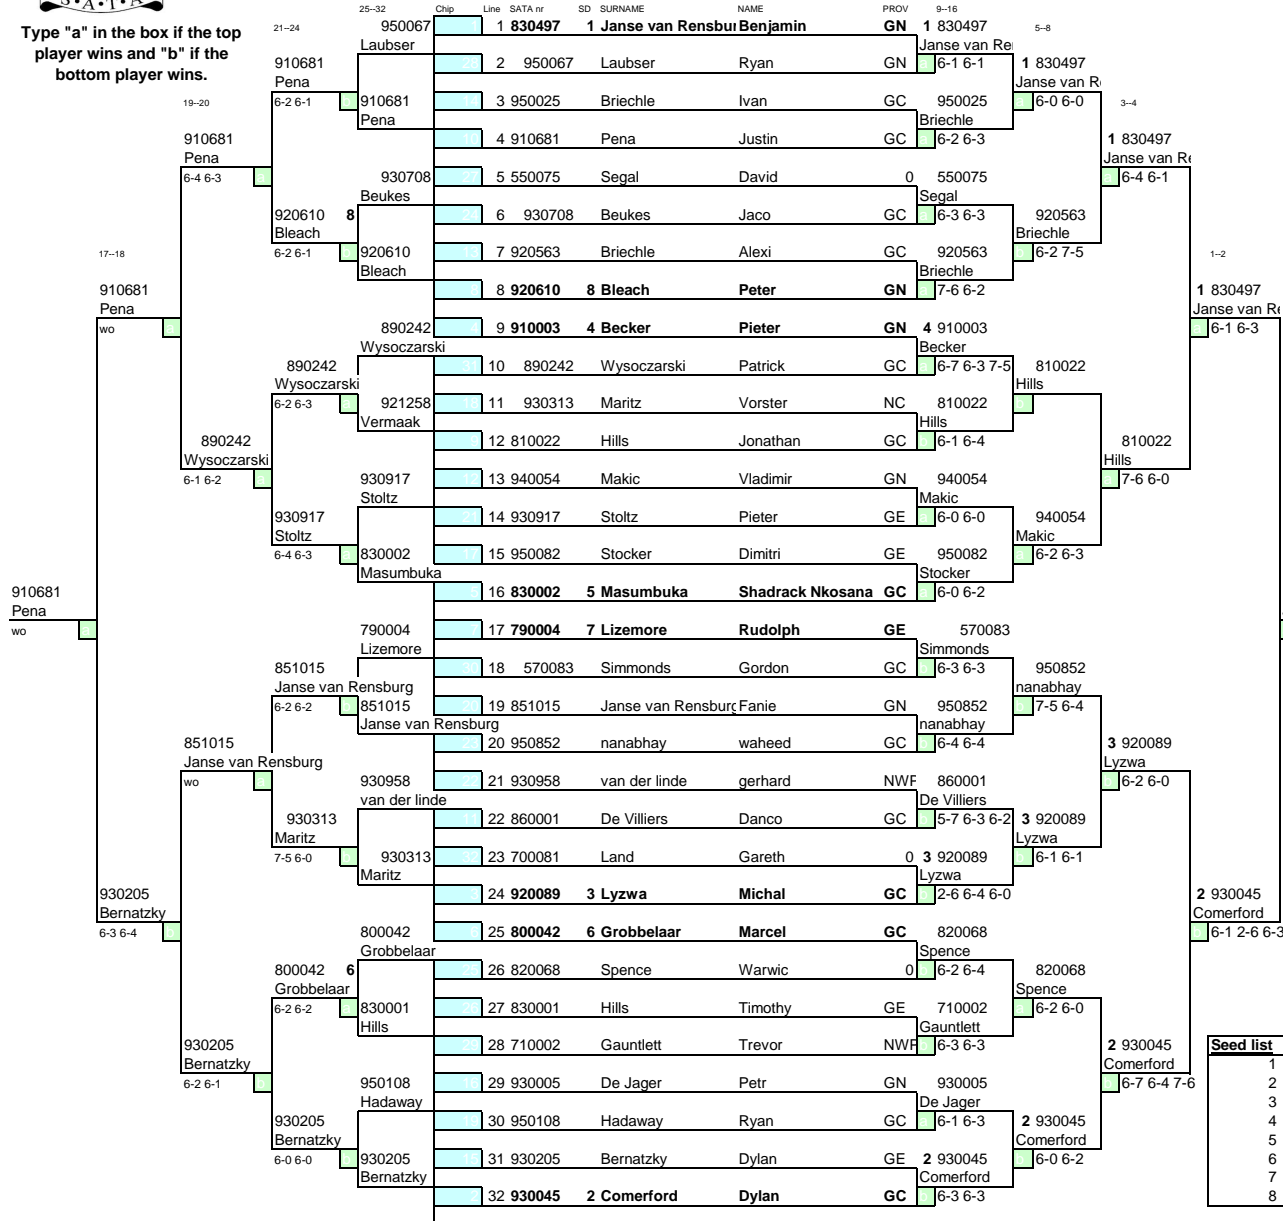 S·A·T·A
Type "a" in the box if the top
player wins and "b" if the
bottom player wins.
25--32 Chip Line SATA nr SD SURNAME NAME PROV 9--16
950067 1 830497 1 Janse van Rensbur Benjamin GN 1 830497
21--24 5--8
Laubser Janse van Re
910681 2 950067 Laubser Ryan GN 6-1 6-1 1 830497
Pena Janse van R
19--20 6-2 6-1 910681 3 950025 Briechle Ivan GC 950025 6-0 6-0 3--4
Pena Briechle
910681 4 910681 Pena Justin GC 6-2 6-3 1 830497
Pena Janse van Re
6-4 6-3 930708 5 550075 Segal David 0 550075 6-4 6-1
Beukes Segal
920610 8 6 930708 Beukes Jaco GC 6-3 6-3 920563
Bleach Briechle
17--18 6-2 6-1 920610 7 920563 Briechle Alexi GC 920563 6-2 7-5 1--2
Bleach Briechle
910681 8 920610 8 Bleach Peter GN 7-6 6-2 1 830497
Pena Janse van Re
wo 890242 9 910003 4 Becker Pieter GN 4 910003 6-1 6-3
Wysoczarski Becker
890242 10 890242 Wysoczarski Patrick GC 6-7 6-3 7-5 810022
Wysoczarski Hills
6-2 6-3 921258 11 930313 Maritz Vorster NC 810022
Vermaak Hills
890242 12 810022 Hills Jonathan GC 6-1 6-4 810022
Wysoczarski Hills
6-1 6-2 930917 13 940054 Makic Vladimir GN 940054 7-6 6-0
Stoltz Makic
930917 14 930917 Stoltz Pieter GE 6-0 6-0 940054
Stoltz Makic
6-4 6-3 830002 15 950082 Stocker Dimitri GE 950082 6-2 6-3
Masumbuka Stocker
910681 16 830002 5 Masumbuka Shadrack Nkosana GC 6-0 6-2
Pena
wo 790004 17 790004 7 Lizemore Rudolph GE 570083
Lizemore Simmonds
851015 18 570083 Simmonds Gordon GC 6-3 6-3 950852
Janse van Rensburg nanabhay
6-2 6-2 851015 19 851015 Janse van Rensburg Fanie GN 950852 7-5 6-4
Janse van Rensburg nanabhay
851015 20 950852 nanabhay waheed GC 6-4 6-4 3 920089
Janse van Rensburg Lyzwa
wo 930958 21 930958 van der linde gerhard NWP 860001 6-2 6-0
van der linde De Villiers
930313 22 860001 De Villiers Danco GC 5-7 6-3 6-2 3 920089
Maritz Lyzwa
7-5 6-0 930313 23 700081 Land Gareth 0 3 920089 6-1 6-1
Maritz Lyzwa
930205 24 920089 3 Lyzwa Michal GC 2-6 6-4 6-0 2 930045
Bernatzky Comerford
6-3 6-4 800042 25 800042 6 Grobbelaar Marcel GC 820068 6-1 2-6 6-3
Grobbelaar Spence
800042 6 26 820068 Spence Warwic 0 6-2 6-4 820068
Grobbelaar Spence
6-2 6-2 830001 27 830001 Hills Timothy GE 710002 6-2 6-0
Hills Gauntlett
930205 28 710002 Gauntlett Trevor NWP 6-3 6-3 2 930045 Seed list
Bernatzky Comerford 1
6-2 6-1 950108 29 930005 De Jager Petr GN 930005 6-7 6-4 7-6 2
Hadaway De Jager 3
930205 30 950108 Hadaway Ryan GC 6-1 6-3 2 930045 4
Bernatzky Comerford 5
6-0 6-0 930205 31 930205 Bernatzky Dylan GE 2 930045 6-0 6-2 6
Bernatzky Comerford 7
32 930045 2 Comerford Dylan GC 6-3 6-3 8